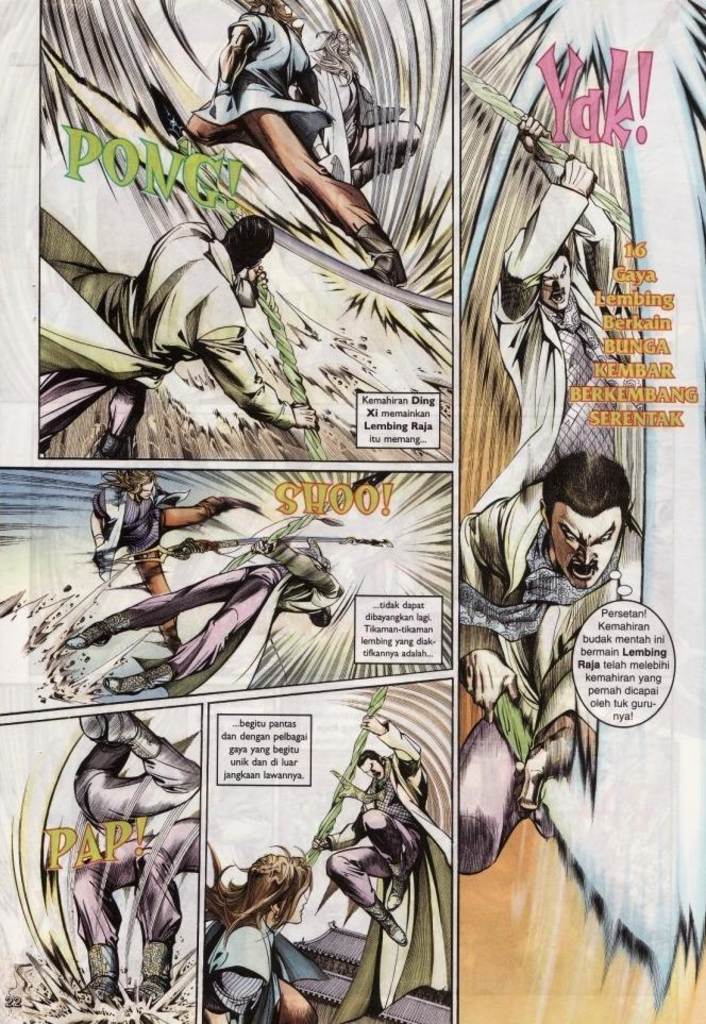 PONG!
Kemahiran Ding
Xi memainkan
Lembing Raja
itu memang...
SHOO!
...tidak dapat
dibayangkan lagi.
Tikaman-tikaman
lembing yang diak-
tifkannya adalah...
PAP!
...begitu pantas
dan dengan pelbagai
gaya yang begitu
unik dan di luar
jangkaan lawannya.
Yak!
16
Gaya
Lembing
Berkain
BUNGA
KEMBAR
BERKEMBANG
SERENTAK
Persetan!
Kemahiran
budak mentah ini
bermain Lembing
Raja telah melebihi
kemahiran yang
pernah dicapai
oleh tuk guru-
nya!
22